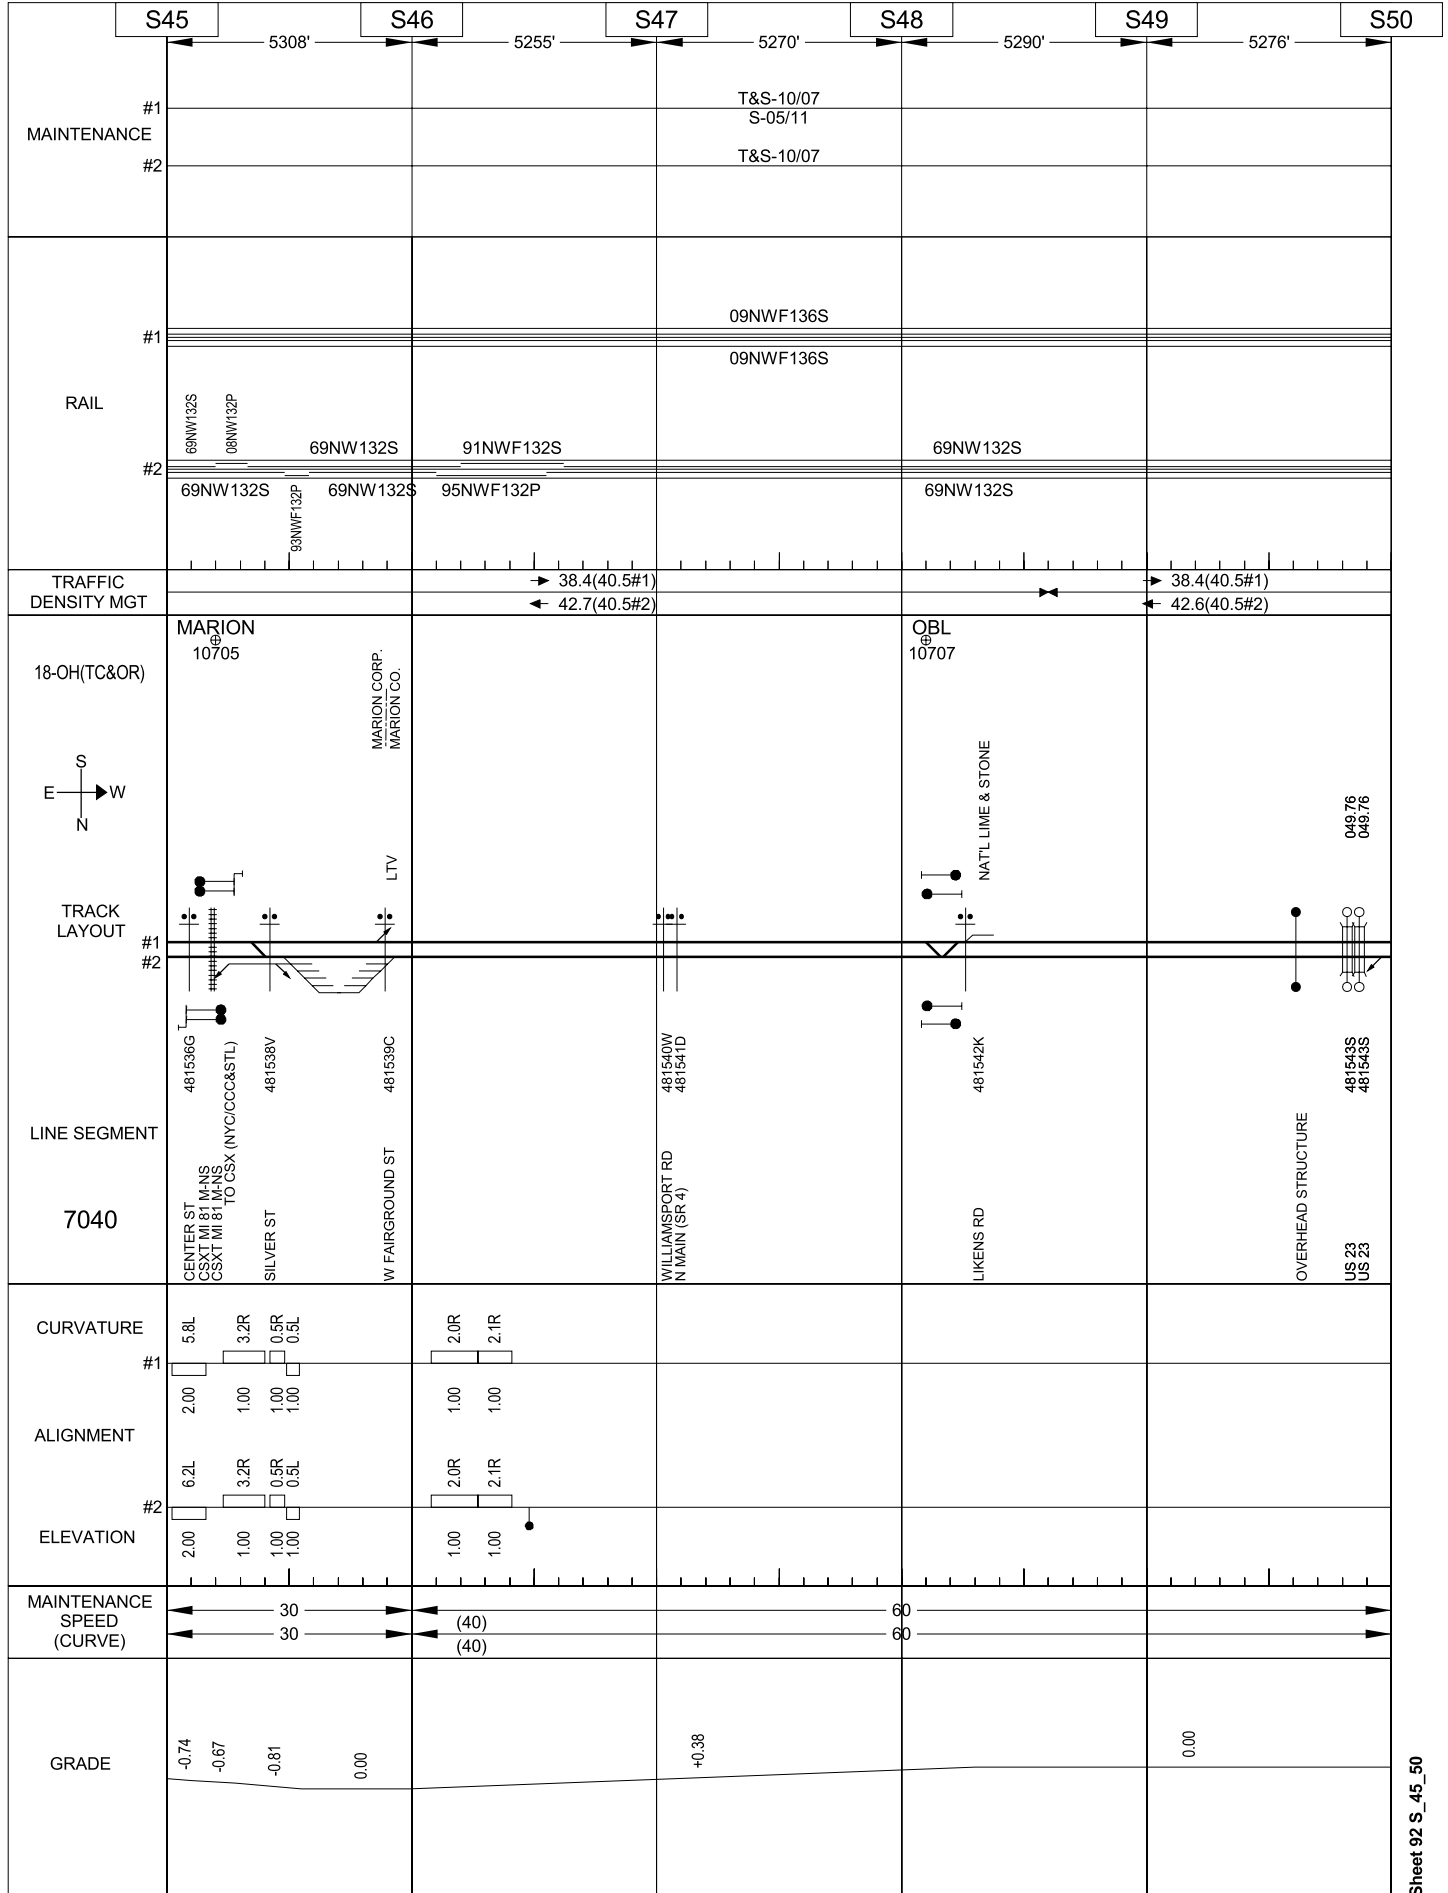 S45 S46 S47 S48 S49 S50
5308' 5255' 5270' 5290' 5276'
MAINTENANCE
#1
T&S-10/07
S-05/11
#2
T&S-10/07
RAIL
#1
09NWF136S
09NWF136S
69NW132S
08NW132P
#2
69NW132S 91NWF132S 69NW132S
69NW132S
93NWF132P
69NW132S 95NWF132P 69NW132S
TRAFFIC
DENSITY MGT
38.4(40.5#1) 38.4(40.5#1)
42.7(40.5#2) 42.6(40.5#2)
18-OH(TC&OR)
MARION
10705
OBL
10707
MARION CORP.
MARION CO.
S
E W
N
LTV
NAT'L LIME & STONE
049.76
049.76
TRACK
LAYOUT
#1
#2
481536G
TO CSX (NYC/CCC&STL)
481538V
481539C
481540W
481541D
481542K
481543S
481543S
LINE SEGMENT
7040
CENTER ST
CSXT MI 81 M-NS
CSXT MI 81 M-NS
SILVER ST
W FAIRGROUND ST
WILLIAMSPORT RD
N MAIN (SR 4)
LIKENS RD
OVERHEAD STRUCTURE
US 23
US 23
CURVATURE
#1
5.8L 3.2R 0.5R 0.5L 2.0R 2.1R
2.00 1.00 1.00 1.00 1.00 1.00
ALIGNMENT
6.2L 3.2R 0.5R 0.5L 2.0R 2.1R
#2
ELEVATION
2.00 1.00 1.00 1.00 1.00 1.00
MAINTENANCE
SPEED
(CURVE)
30 (40) 60
30 (40) 60
GRADE
-0.74 -0.67 -0.81 0.00 +0.38 0.00
Sheet 92 S_45_50